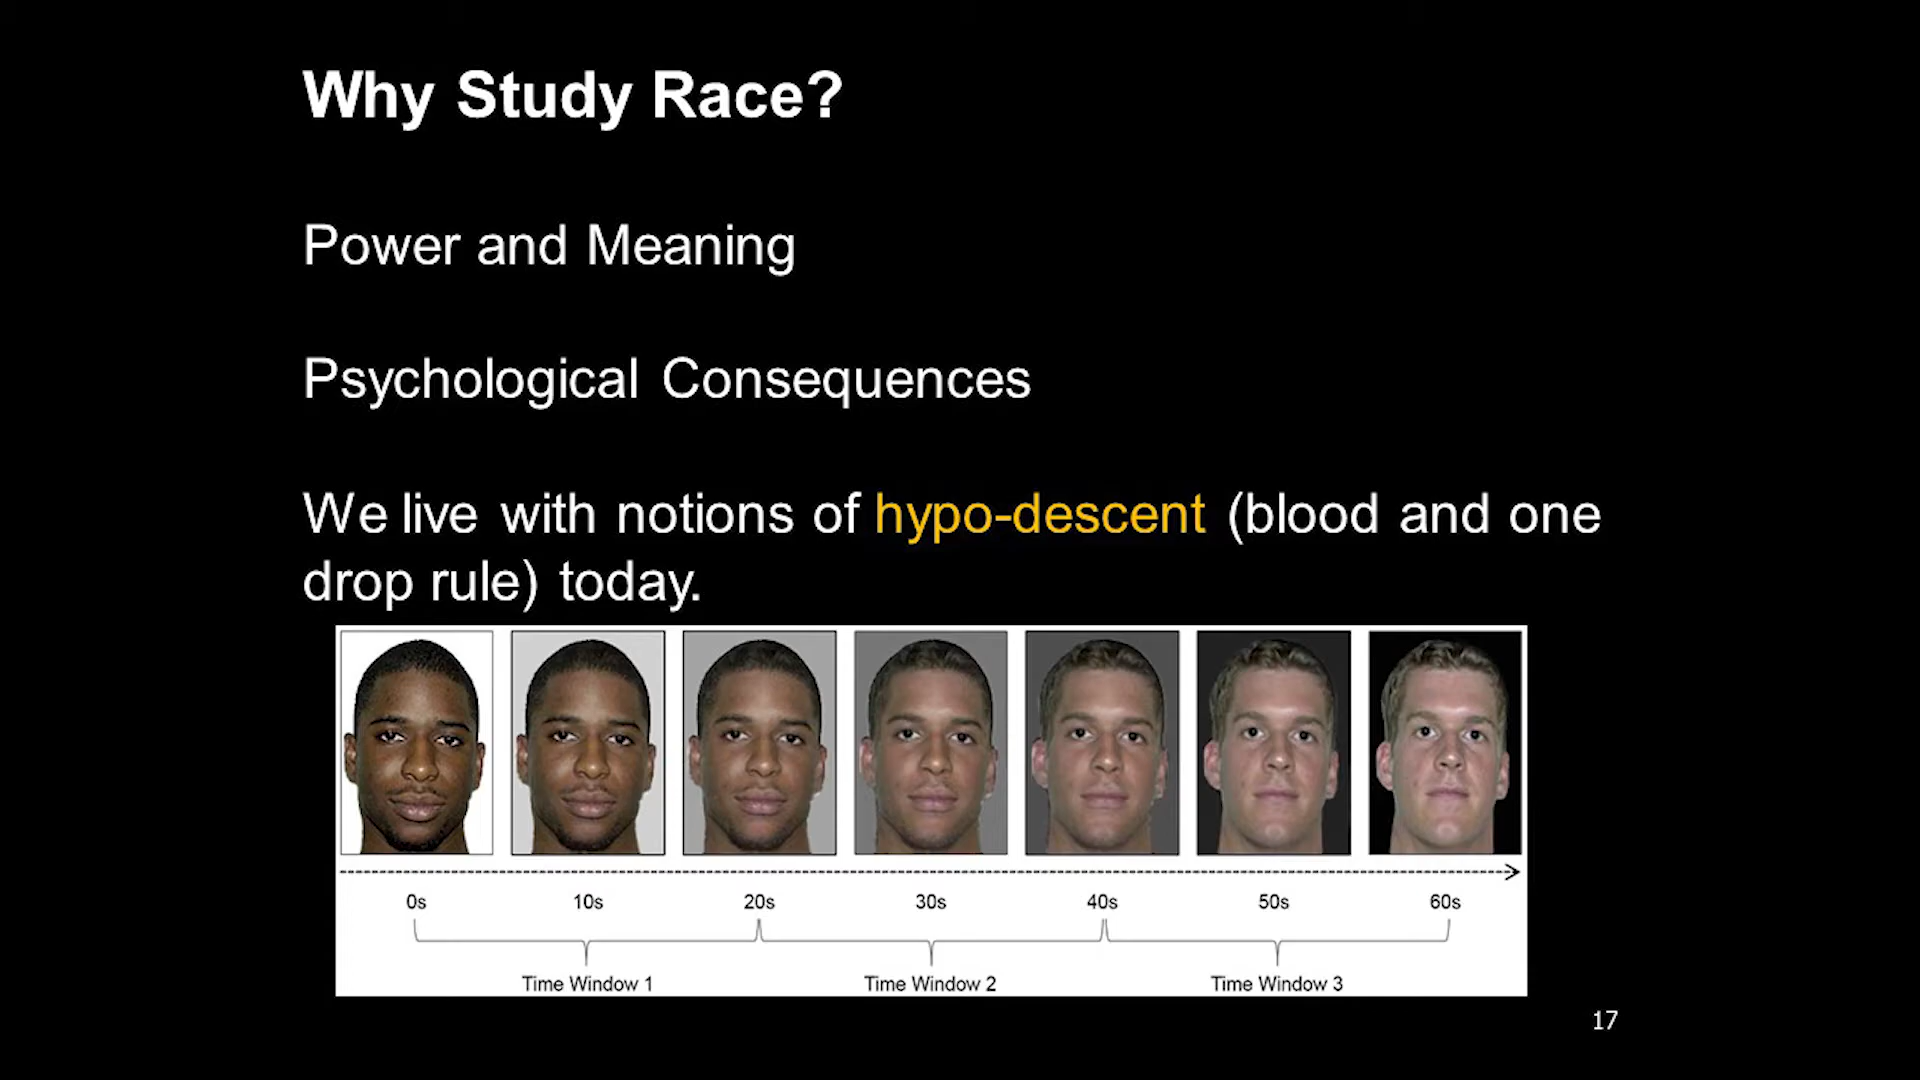 Why Study Race?
Power and Meaning
Psychological Consequences
We live with notions of hypo-descent (blood and one
drop rule) today.
0s 10s 20s 30s 40s 50s 60s
Time Window 1 Time Window 2 Time Window 3
17